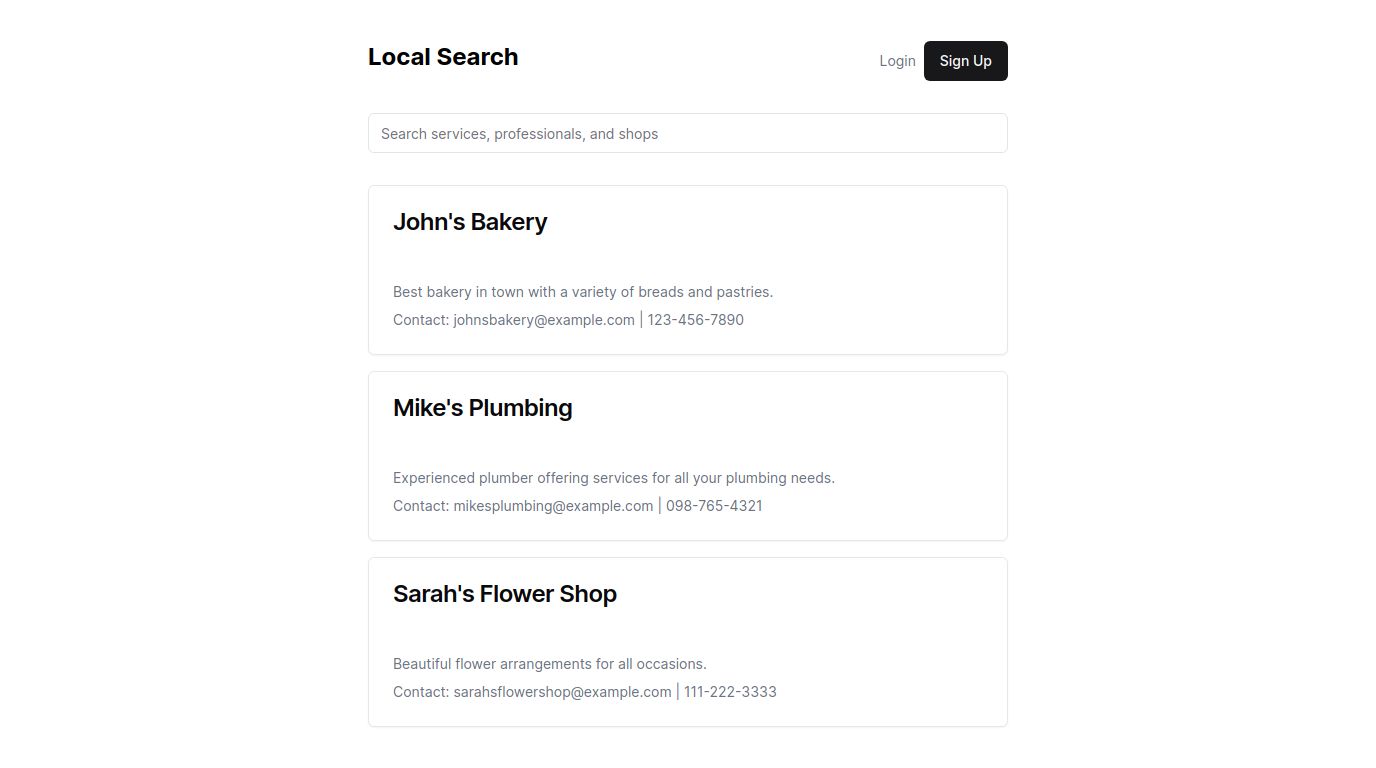 Local Search
Login
Sign Up
Search services, professionals, and shops
John's Bakery
Best bakery in town with a variety of breads and pastries.
Contact: johnsbakery@example.com | 123-456-7890
Mike's Plumbing
Experienced plumber offering services for all your plumbing needs.
Contact: mikesplumbing@example.com | 098-765-4321
Sarah's Flower Shop
Beautiful flower arrangements for all occasions.
Contact: sarahsflowershop@example.com | 111-222-3333